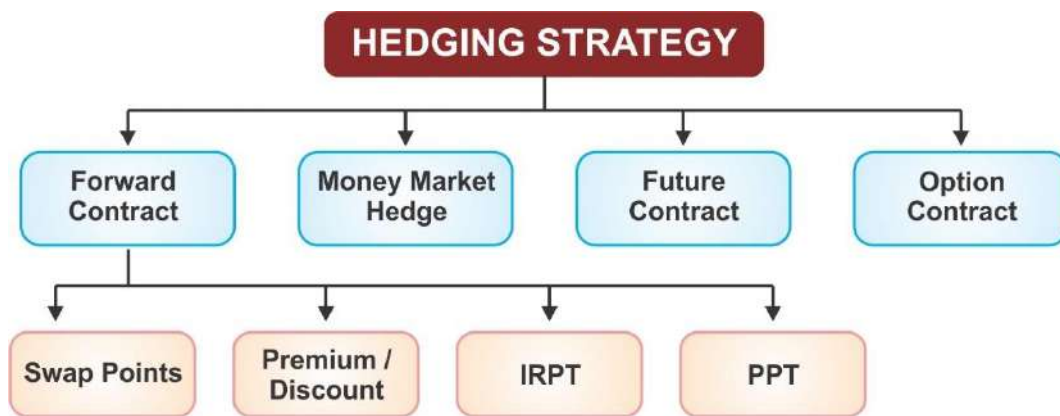 HEDGING STRATEGY
Forward
Contract
Money Market
Hedge
Future
Contract
Option
Contract
Swap Points
Premium /
Discount
IRPT
PPT